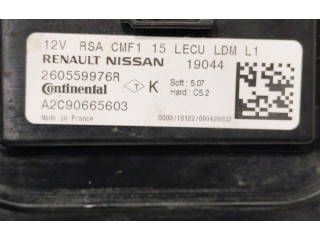 12V RSA CMF1 15 LECU LDM L1
RENAULT NISSAN 19044
260559976R
Continental T K Soft : 5.07
Hard : C5.2
A2C90665603
Made in France